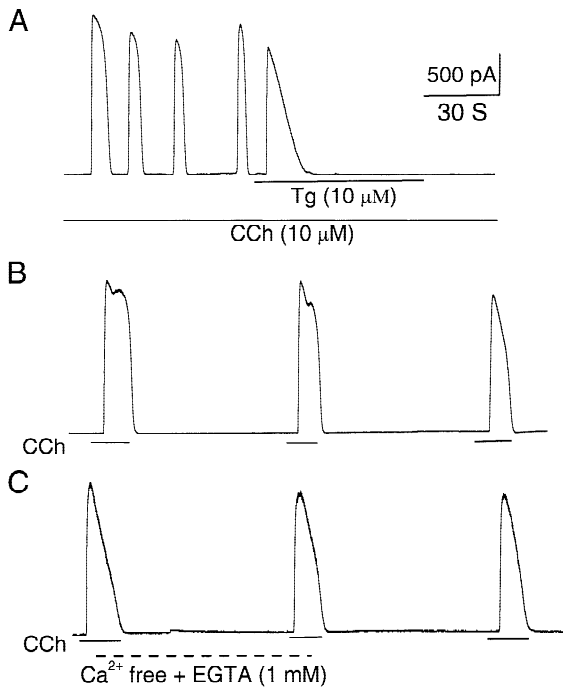 A
500 pA
30 S
Tg (10 μM)
CCh (10 μM)
B
CCh
C
CCh
Ca²⁺ free + EGTA (1 mM)